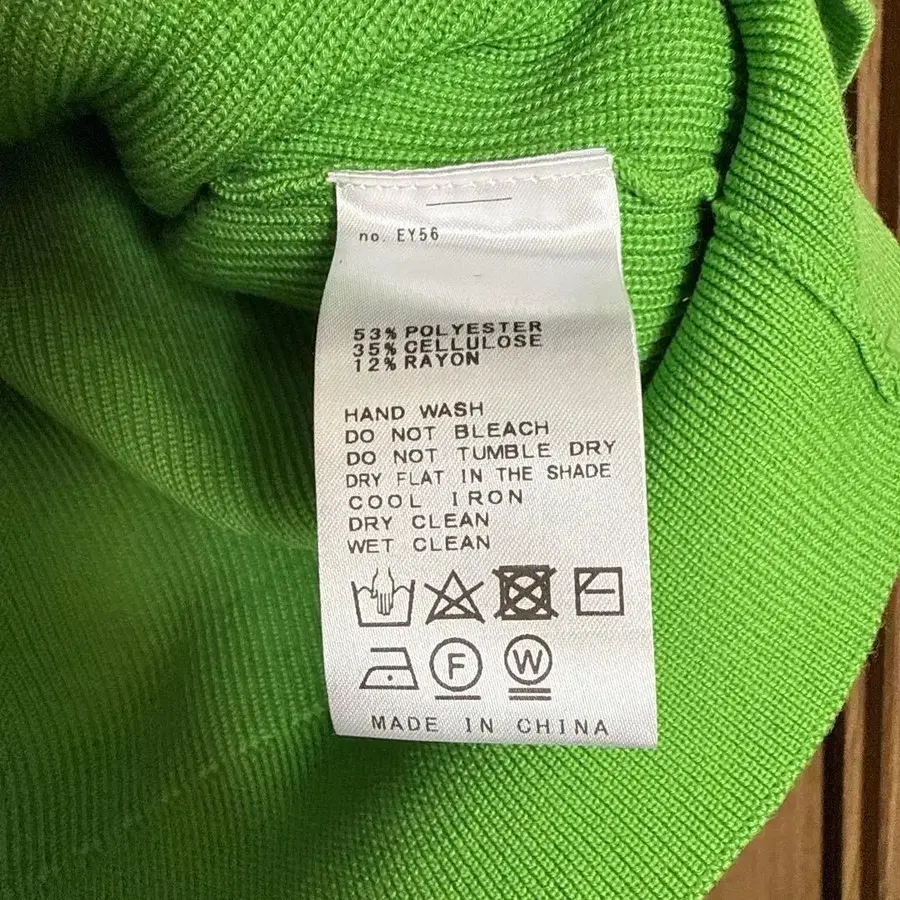 no. EY56
53% POLYESTER
35% CELLULOSE
12% RAYON
HAND WASH
DO NOT BLEACH
DO NOT TUMBLE DRY
DRY FLAT IN THE SHADE
COOL IRON
DRY CLEAN
WET CLEAN
F W
MADE IN CHINA